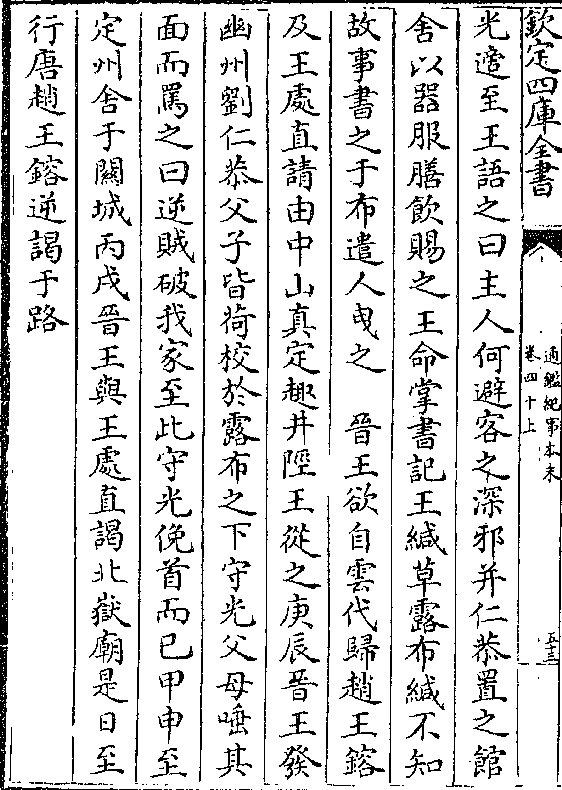 欽定四庫全書
通鑑紀事本末
卷四十上
五十三
光適至王語之曰主人何避客之深邪并仁恭置之館
舍以器服膳飲賜之王命掌書記王緘草露布緘不知
故事書之于布遣人曳之　晉王欲自雲代歸趙王鎔
及王處直請由中山真定趣井陘王從之庚辰晉王發
幽州劉仁恭父子皆荷校於露布之下守光父母唾其
面而罵之曰逆賊破我家至此守光俛首而已甲申至
定州舍于關城丙戌晉王與王處直謁北嶽廟是日至
行唐趙王鎔逆謁于路